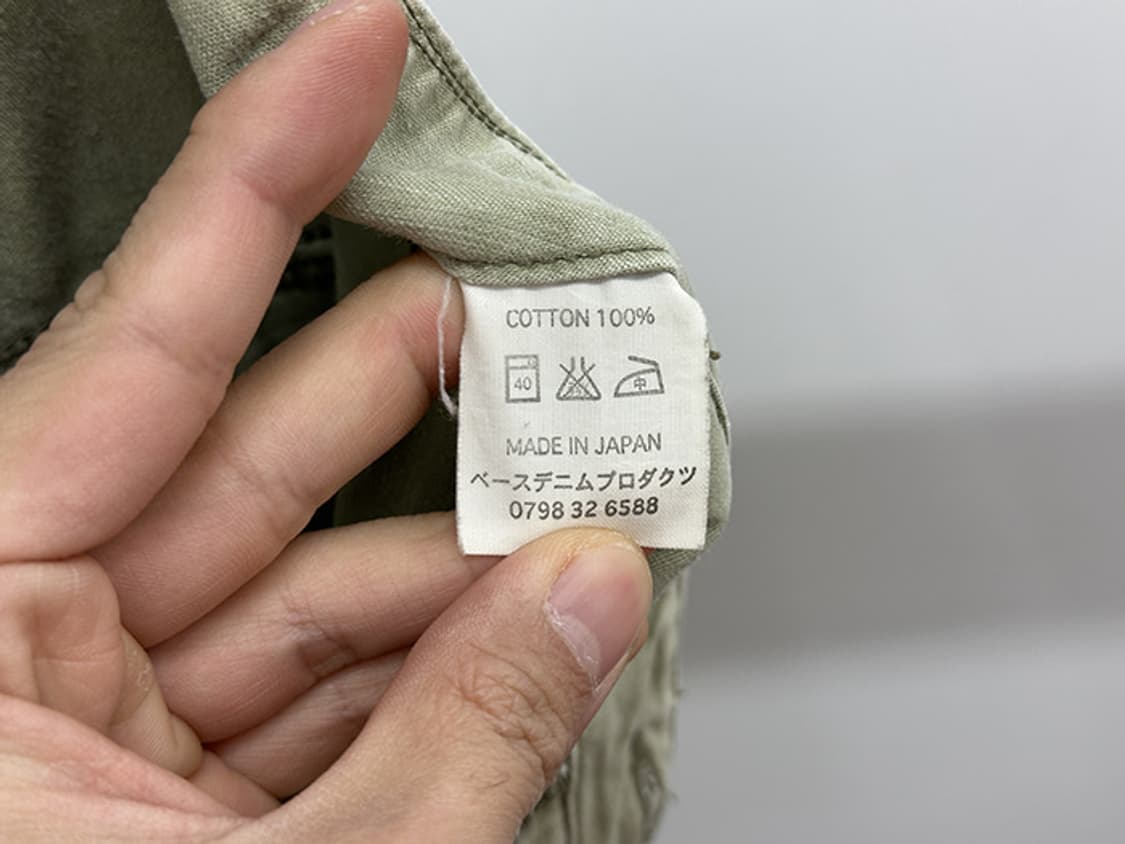 COTTON 100%
40 中
MADE IN JAPAN
ベースデニムプロダクツ
0798 32 6588